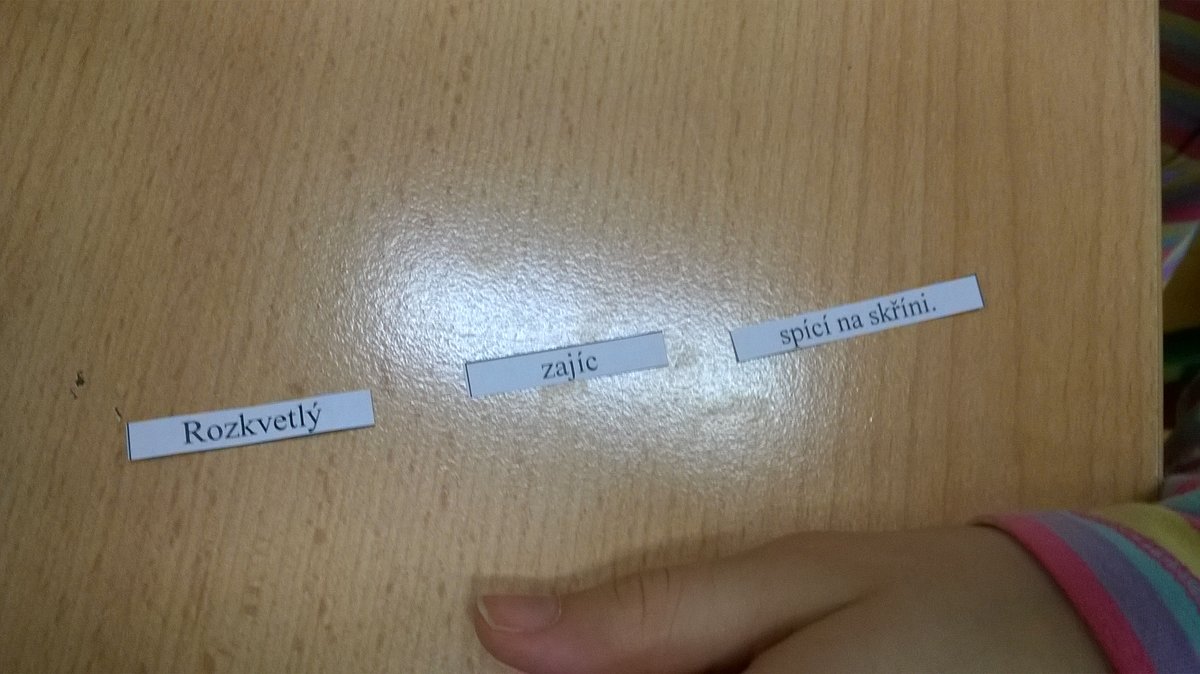 Rozkvetlý zajíc spící na skříni.